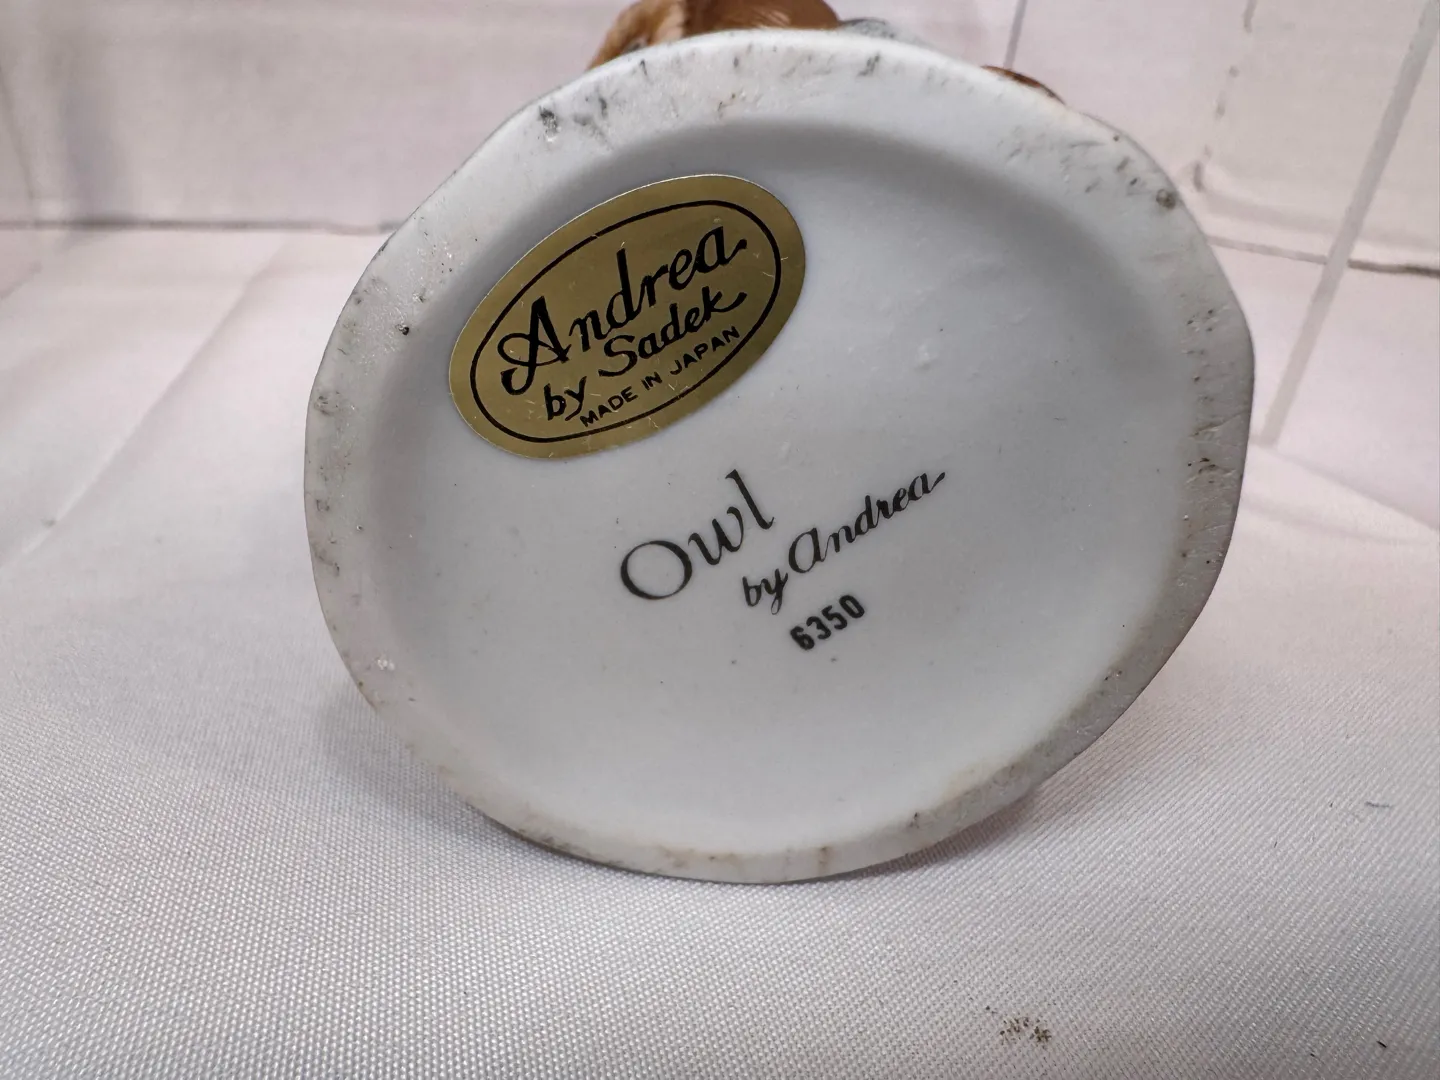 Andrea
by Sadek
MADE IN JAPAN
Owl
by Andrea
6350